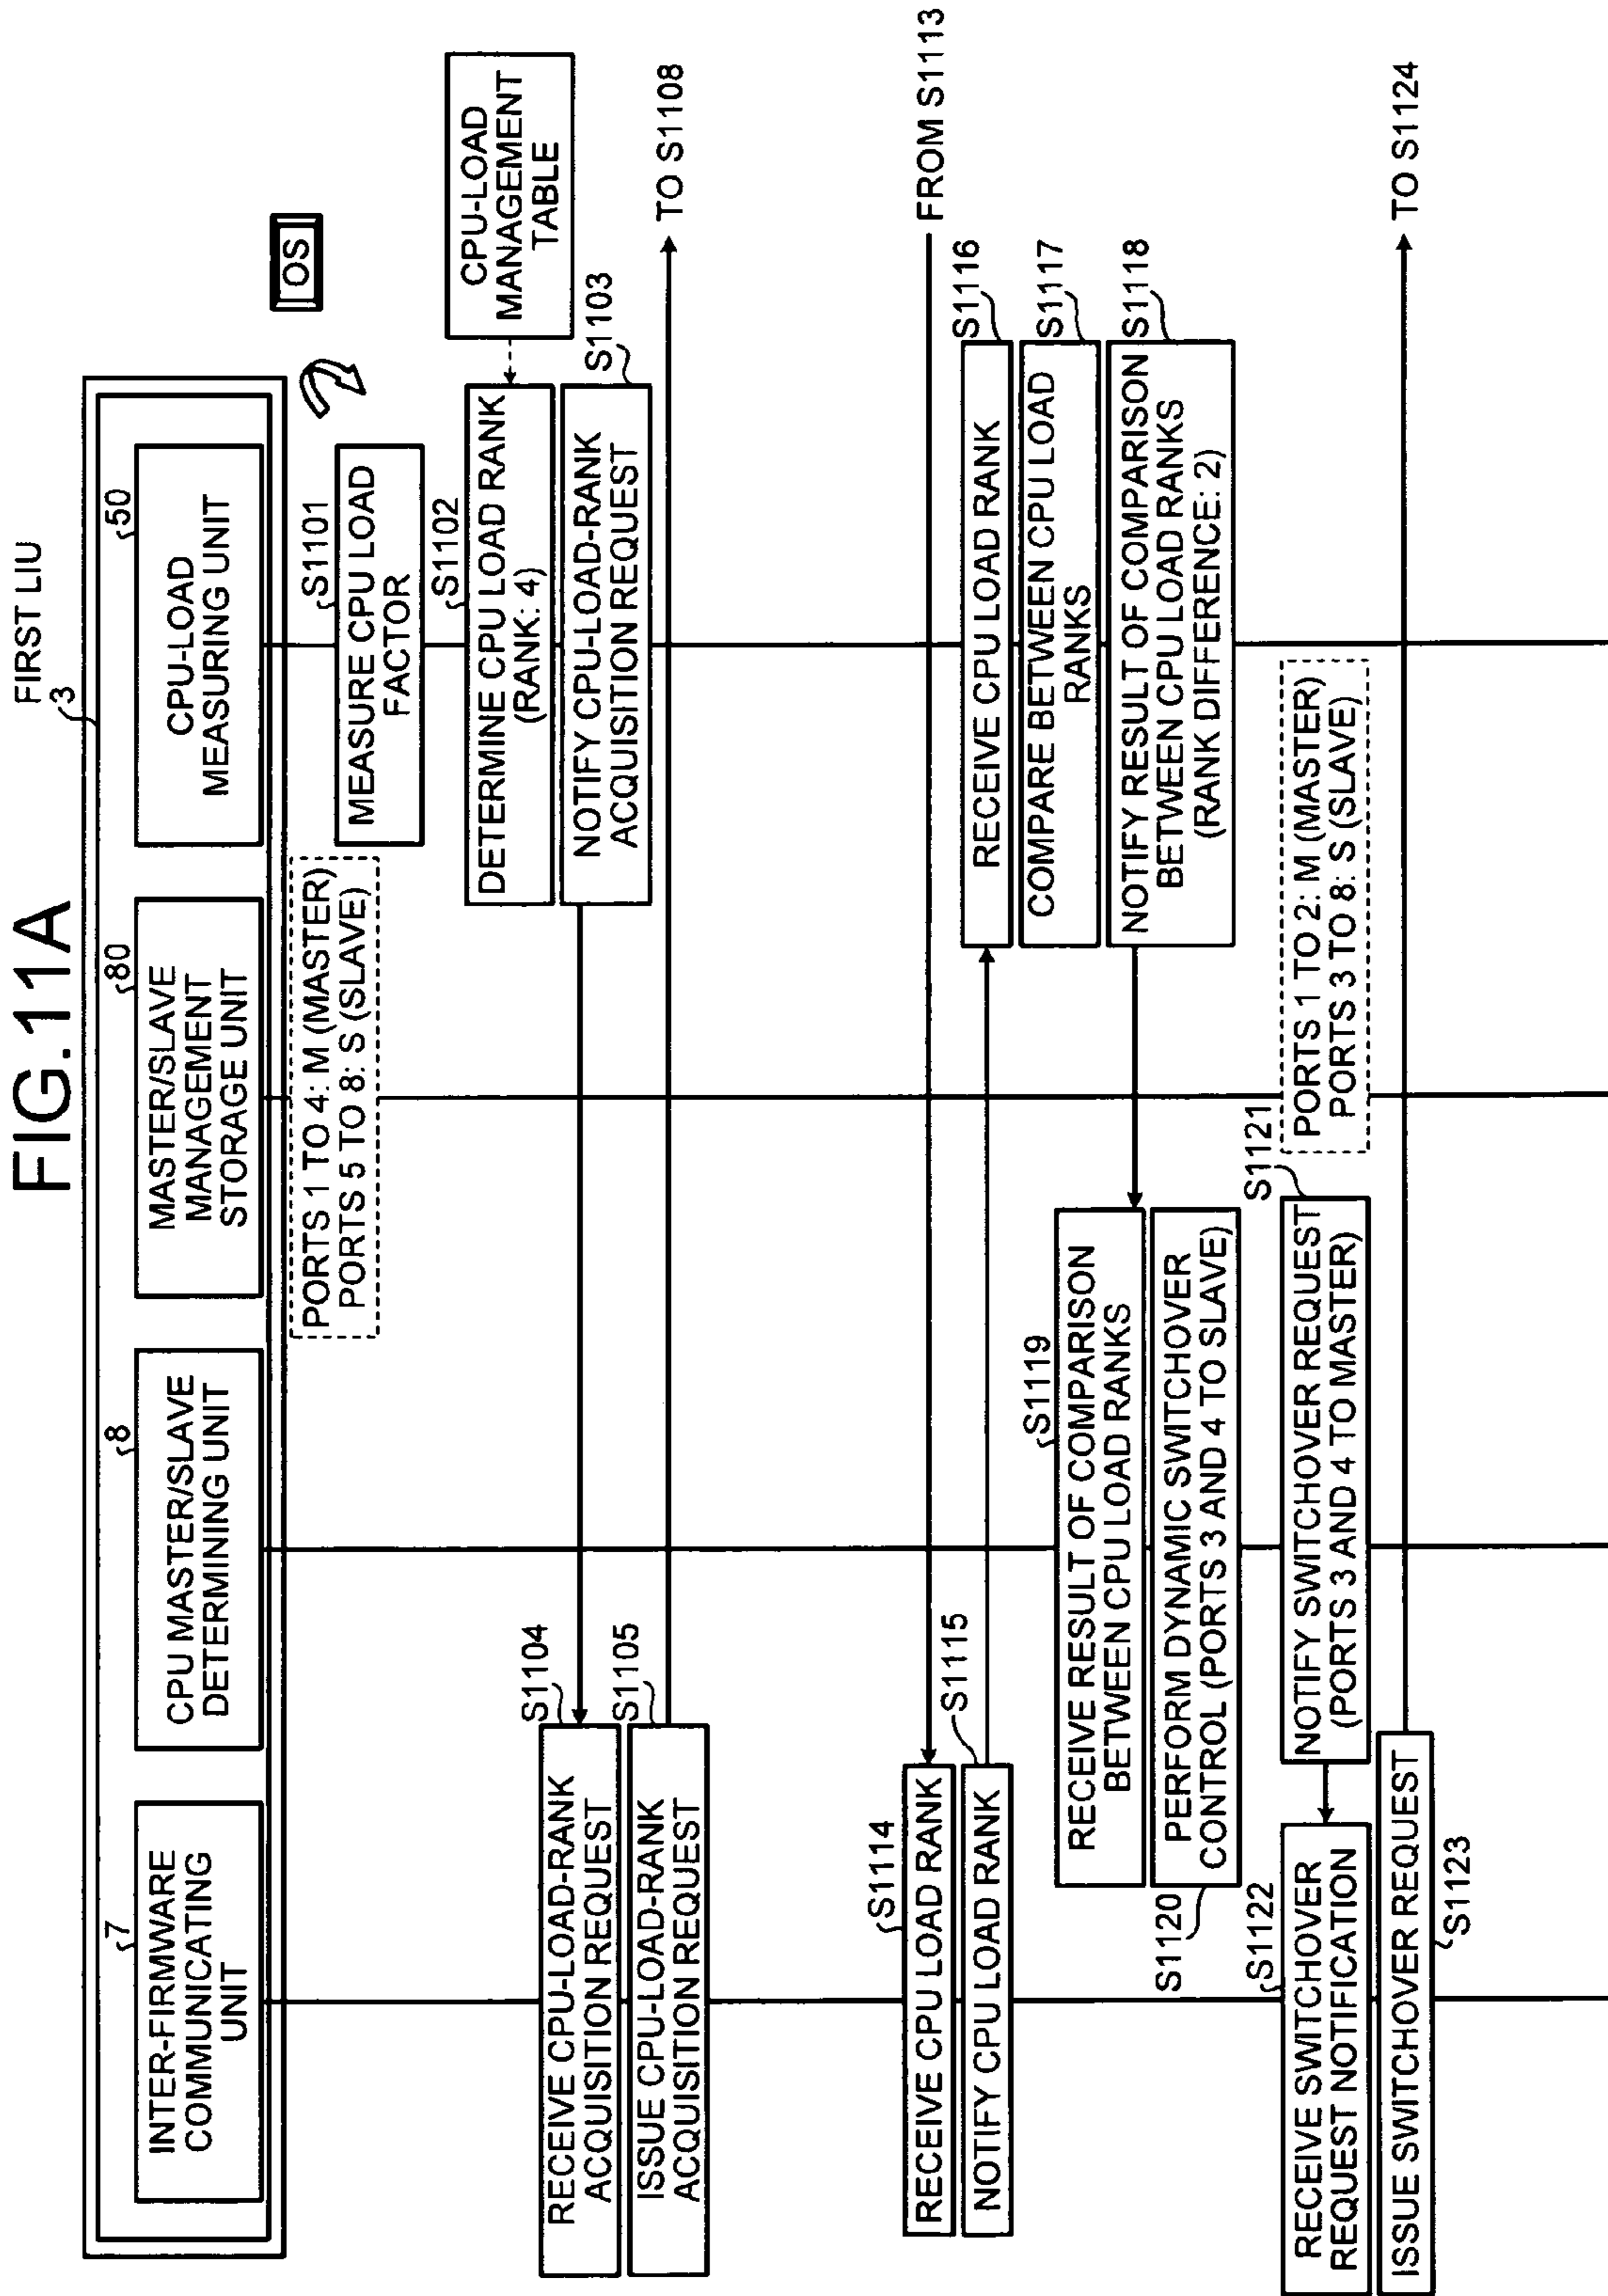 FIG.11A
FIRST LIU
3
7
INTER-FIRMWARE
COMMUNICATING
UNIT
8
CPU MASTER/SLAVE
DETERMINING UNIT
80
MASTER/SLAVE
MANAGEMENT
STORAGE UNIT
50
CPU-LOAD
MEASURING UNIT
OS
PORTS 1 TO 4: M (MASTER)
PORTS 5 TO 8: S (SLAVE)
S1101
MEASURE CPU LOAD
FACTOR
S1102
DETERMINE CPU LOAD RANK
(RANK: 4)
CPU-LOAD
MANAGEMENT
TABLE
S1103
NOTIFY CPU-LOAD-RANK
ACQUISITION REQUEST
S1104
RECEIVE CPU-LOAD-RANK
ACQUISITION REQUEST
S1105
ISSUE CPU-LOAD-RANK
ACQUISITION REQUEST
TO S1108
FROM S1113
S1114
RECEIVE CPU LOAD RANK
S1115
NOTIFY CPU LOAD RANK
S1116
RECEIVE CPU LOAD RANK
S1117
COMPARE BETWEEN CPU LOAD
RANKS
S1118
NOTIFY RESULT OF COMPARISON
BETWEEN CPU LOAD RANKS
(RANK DIFFERENCE: 2)
S1119
RECEIVE RESULT OF COMPARISON
BETWEEN CPU LOAD RANKS
S1120
PERFORM DYNAMIC SWITCHOVER
CONTROL (PORTS 3 AND 4 TO SLAVE)
S1121
NOTIFY SWITCHOVER REQUEST
(PORTS 3 AND 4 TO MASTER)
PORTS 1 TO 2: M (MASTER)
PORTS 3 TO 8: S (SLAVE)
S1122
RECEIVE SWITCHOVER
REQUEST NOTIFICATION
S1123
ISSUE SWITCHOVER REQUEST
TO S1124